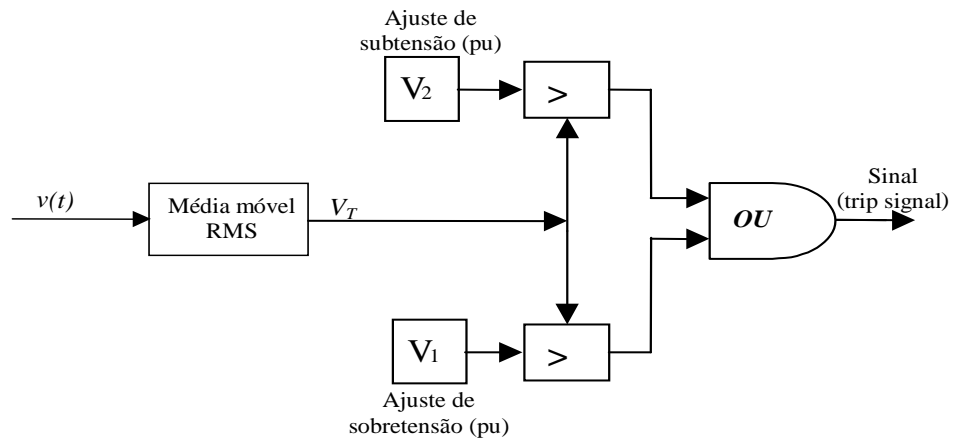 Ajuste de
subtensão (pu)
V2
>
v(t)
Média móvel
RMS
VT
OU
Sinal
(trip signal)
V1
>
Ajuste de
sobretensão (pu)